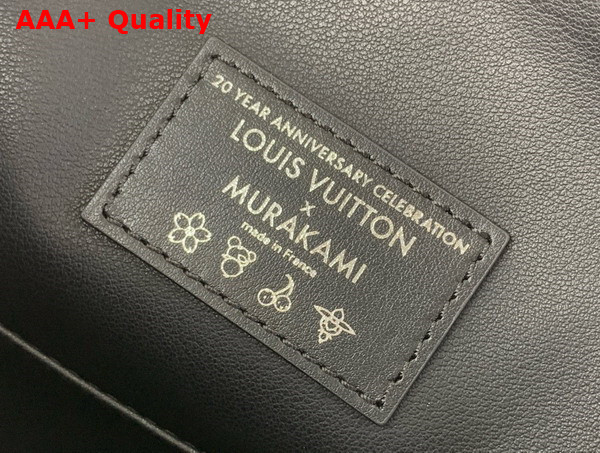 AAA+ Quality
20 YEAR ANNIVERSARY CELEBRATION
LOUIS VUITTON
×
MURAKAMI
made in France